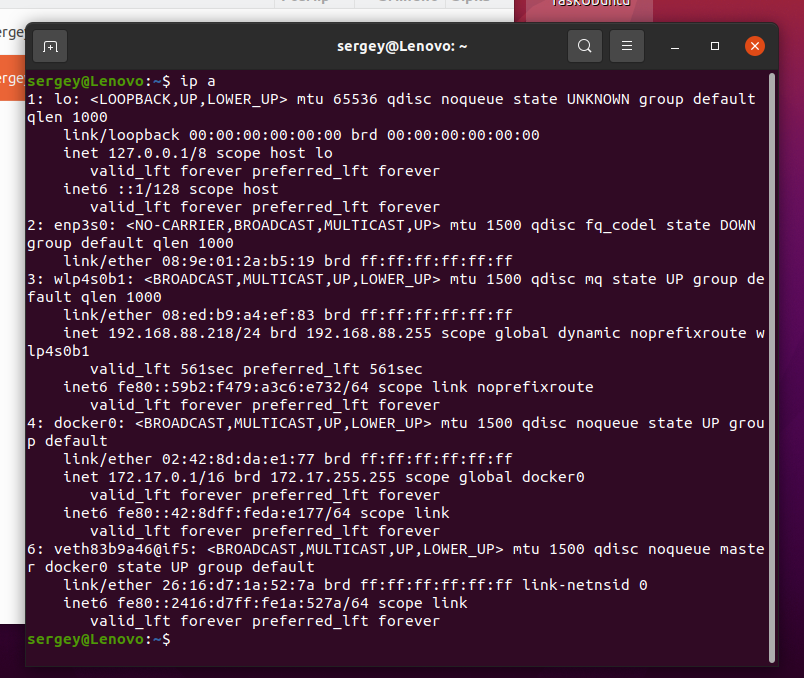 TaskUbuntu
sergey@Lenovo: ~
sergey@Lenovo:~$ ip a
1: lo: <LOOPBACK,UP,LOWER_UP> mtu 65536 qdisc noqueue state UNKNOWN group default
qlen 1000
link/loopback 00:00:00:00:00:00 brd 00:00:00:00:00:00
inet 127.0.0.1/8 scope host lo
valid_lft forever preferred_lft forever
inet6 ::1/128 scope host
valid_lft forever preferred_lft forever
2: enp3s0: <NO-CARRIER,BROADCAST,MULTICAST,UP> mtu 1500 qdisc fq_codel state DOWN
group default qlen 1000
link/ether 08:9e:01:2a:b5:19 brd ff:ff:ff:ff:ff:ff
3: wlp4s0b1: <BROADCAST,MULTICAST,UP,LOWER_UP> mtu 1500 qdisc mq state UP group de
fault qlen 1000
link/ether 08:ed:b9:a4:ef:83 brd ff:ff:ff:ff:ff:ff
inet 192.168.88.218/24 brd 192.168.88.255 scope global dynamic noprefixroute w
lp4s0b1
valid_lft 561sec preferred_lft 561sec
inet6 fe80::59b2:f479:a3c6:e732/64 scope link noprefixroute
valid_lft forever preferred_lft forever
4: docker0: <BROADCAST,MULTICAST,UP,LOWER_UP> mtu 1500 qdisc noqueue state UP grou
p default
link/ether 02:42:8d:da:e1:77 brd ff:ff:ff:ff:ff:ff
inet 172.17.0.1/16 brd 172.17.255.255 scope global docker0
valid_lft forever preferred_lft forever
inet6 fe80::42:8dff:feda:e177/64 scope link
valid_lft forever preferred_lft forever
6: veth83b9a46@if5: <BROADCAST,MULTICAST,UP,LOWER_UP> mtu 1500 qdisc noqueue maste
r docker0 state UP group default
link/ether 26:16:d7:1a:52:7a brd ff:ff:ff:ff:ff:ff link-netnsid 0
inet6 fe80::2416:d7ff:fe1a:527a/64 scope link
valid_lft forever preferred_lft forever
sergey@Lenovo:~$